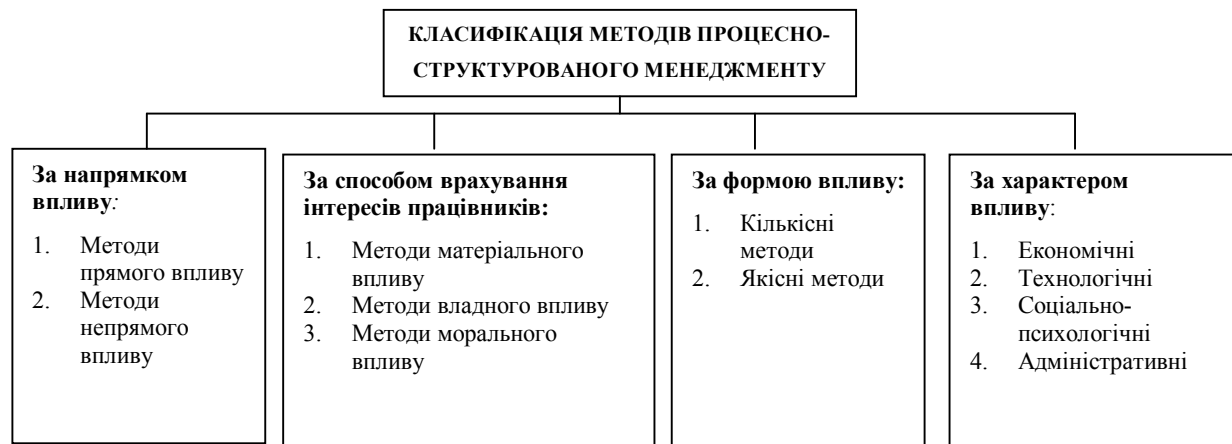 КЛАСИФІКАЦІЯ МЕТОДІВ ПРОЦЕСНО-
СТРУКТУРОВАНОГО МЕНЕДЖМЕНТУ
За напрямком
впливу:
1. Методи
прямого впливу
2. Методи
непрямого
впливу
За способом врахування
інтересів працівників:
1. Методи матеріального
впливу
2. Методи владного впливу
3. Методи морального
впливу
За формою впливу:
1. Кількісні
методи
2. Якісні методи
За характером
впливу:
1. Економічні
2. Технологічні
3. Соціально-
психологічні
4. Адміністративні